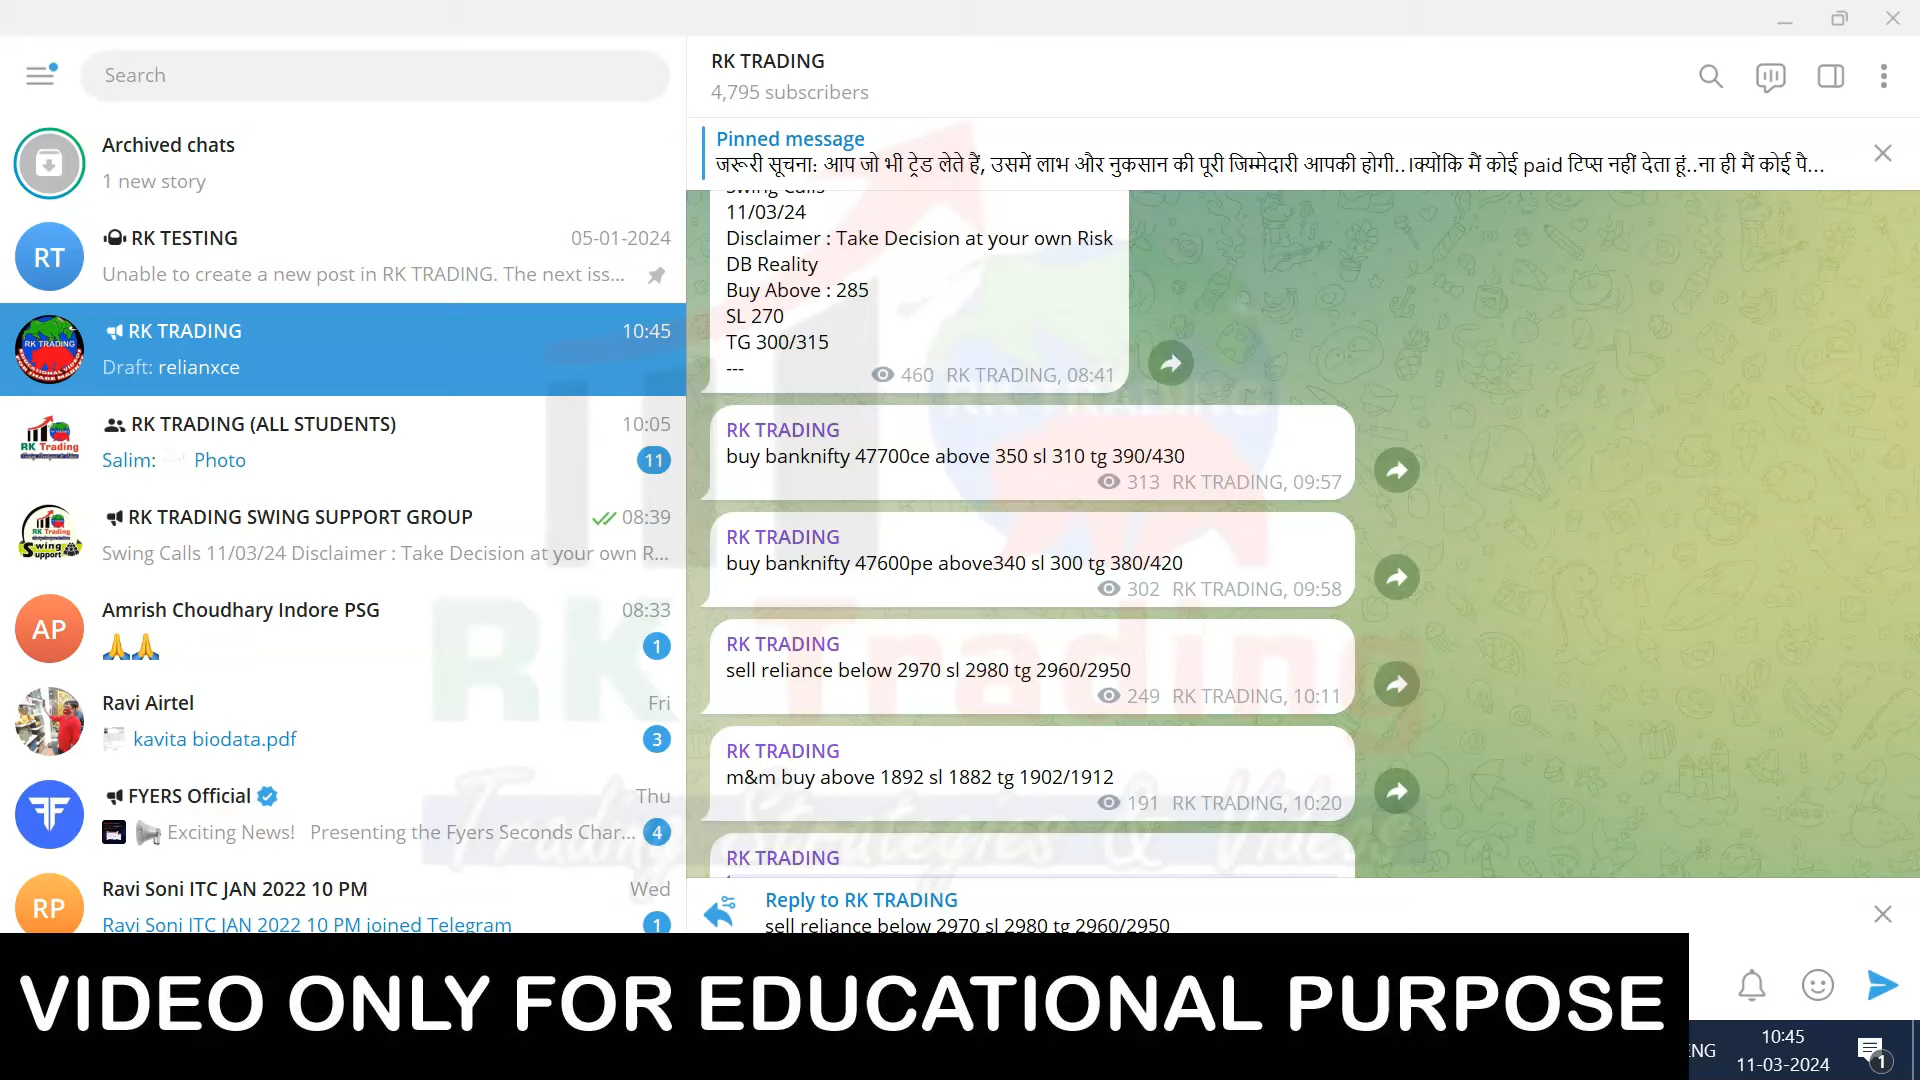 Search
Archived chats
1 new story
RT
RK TESTING
05-01-2024
Unable to create a new post in RK TRADING. The next iss...
RK TRADING
10:45
Draft: relianxce
RK TRADING (ALL STUDENTS)
10:05
Salim: Photo
11
RK TRADING SWING SUPPORT GROUP
08:39
Swing Calls 11/03/24 Disclaimer : Take Decision at your own R...
AP
Amrish Choudhary Indore PSG
08:33
1
Ravi Airtel
Fri
kavita biodata.pdf
3
FYERS Official
Thu
Exciting News! Presenting the Fyers Seconds Char...
4
RP
Ravi Soni ITC JAN 2022 10 PM
Wed
Ravi Soni ITC JAN 2022 10 PM joined Telegram
1
RK TRADING
4,795 subscribers
Pinned message
जरूरी सूचना: आप जो भी ट्रेड लेते हैं, उसमें लाभ और नुकसान की पूरी जिम्मेदारी आपकी होगी..।क्योंकि मैं कोई paid टिप्स नहीं देता हूं..ना ही मैं कोई पै...
Swing Calls
11/03/24
Disclaimer : Take Decision at your own Risk
DB Reality
Buy Above : 285
SL 270
TG 300/315
---
460 RK TRADING, 08:41
RK TRADING
buy banknifty 47700ce above 350 sl 310 tg 390/430
313 RK TRADING, 09:57
RK TRADING
buy banknifty 47600pe above340 sl 300 tg 380/420
302 RK TRADING, 09:58
RK TRADING
sell reliance below 2970 sl 2980 tg 2960/2950
249 RK TRADING, 10:11
RK TRADING
m&m buy above 1892 sl 1882 tg 1902/1912
191 RK TRADING, 10:20
RK TRADING
Reply to RK TRADING
sell reliance below 2970 sl 2980 tg 2960/2950
RK Trading
Trading Strategies & Videos
VIDEO ONLY FOR EDUCATIONAL PURPOSE
ENG
10:45
11-03-2024
1